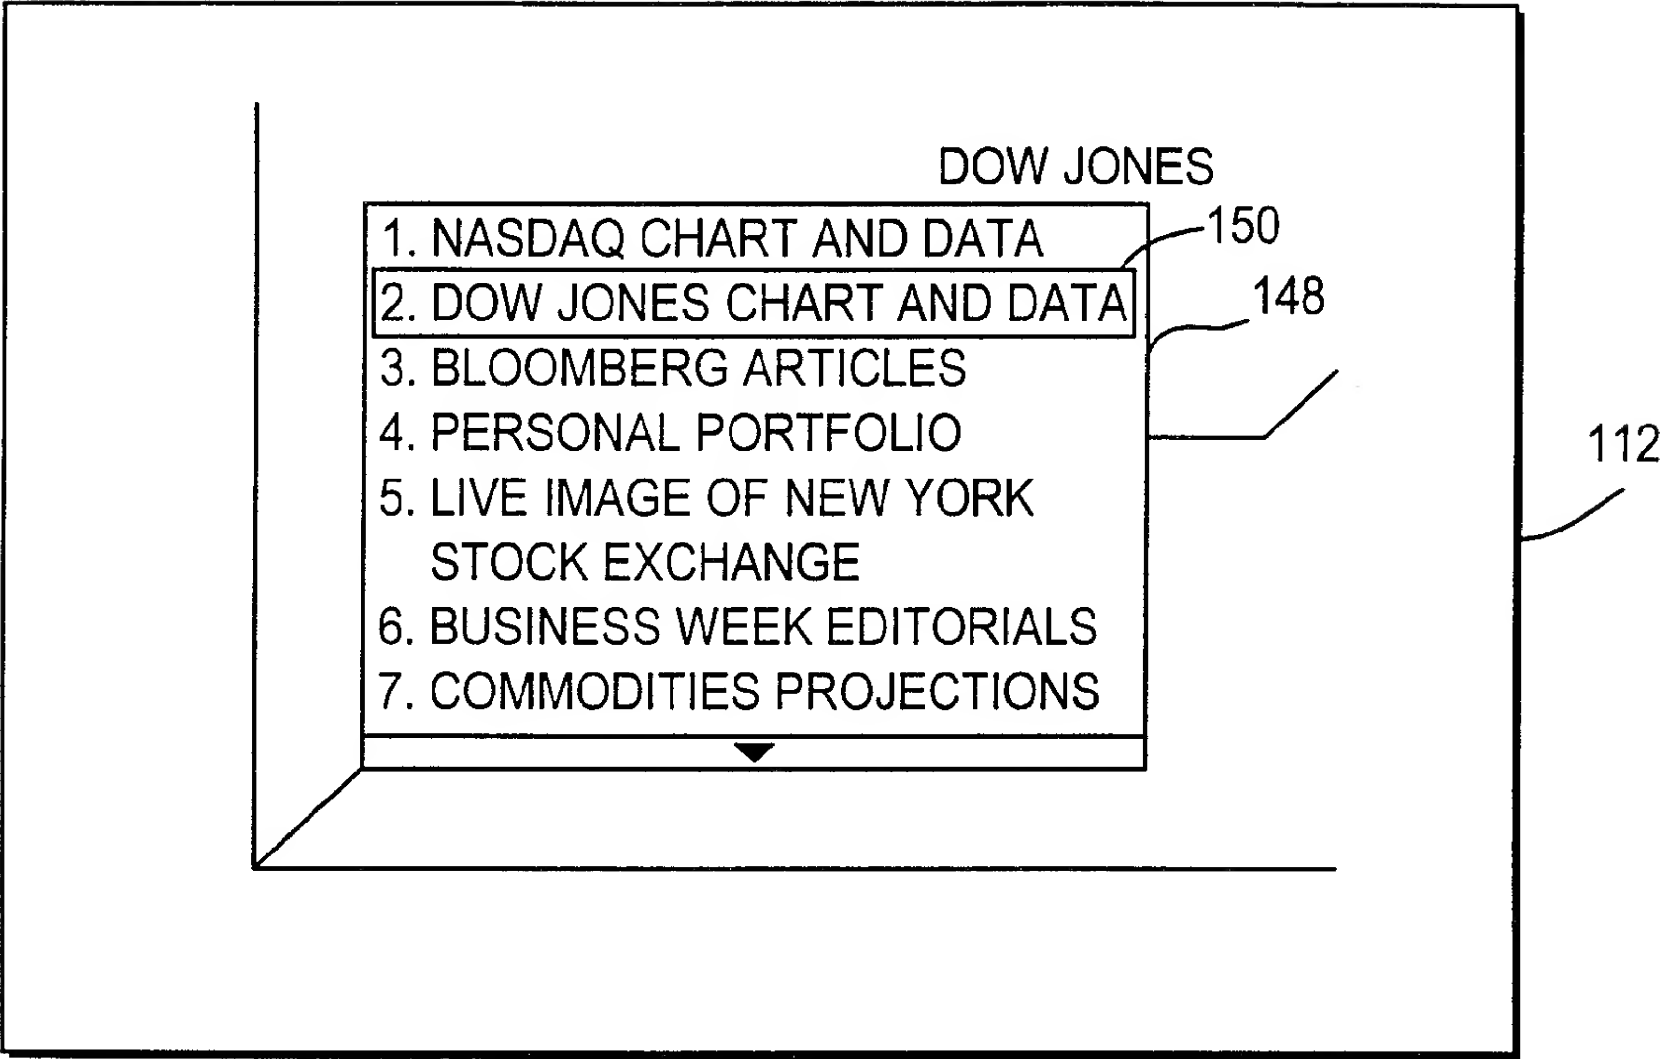 DOW JONES
1. NASDAQ CHART AND DATA
150
2. DOW JONES CHART AND DATA
148
3. BLOOMBERG ARTICLES
4. PERSONAL PORTFOLIO
112
5. LIVE IMAGE OF NEW YORK
STOCK EXCHANGE
6. BUSINESS WEEK EDITORIALS
7. COMMODITIES PROJECTIONS